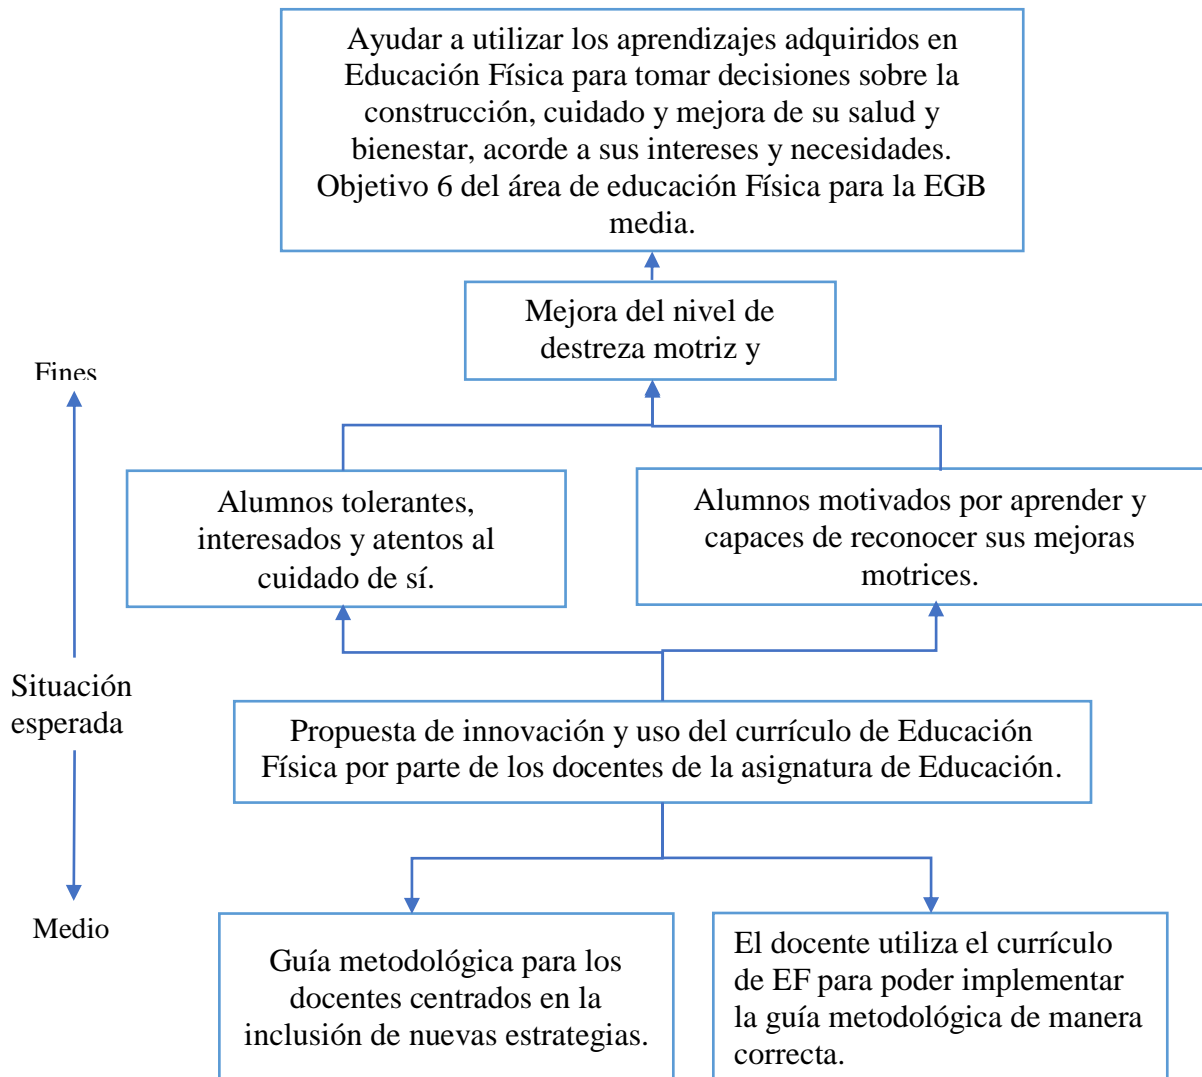 Ayudar a utilizar los aprendizajes adquiridos en
Educación Física para tomar decisiones sobre la
construcción, cuidado y mejora de su salud y
bienestar, acorde a sus intereses y necesidades.
Objetivo 6 del área de educación Física para la EGB
media.
Mejora del nivel de
destreza motriz y
Fines
Alumnos tolerantes,
interesados y atentos al
cuidado de sí.
Alumnos motivados por aprender y
capaces de reconocer sus mejoras
motrices.
Situación
esperada
Propuesta de innovación y uso del currículo de Educación
Física por parte de los docentes de la asignatura de Educación.
Medio
Guía metodológica para los
docentes centrados en la
inclusión de nuevas estrategias.
El docente utiliza el currículo
de EF para poder implementar
la guía metodológica de manera
correcta.